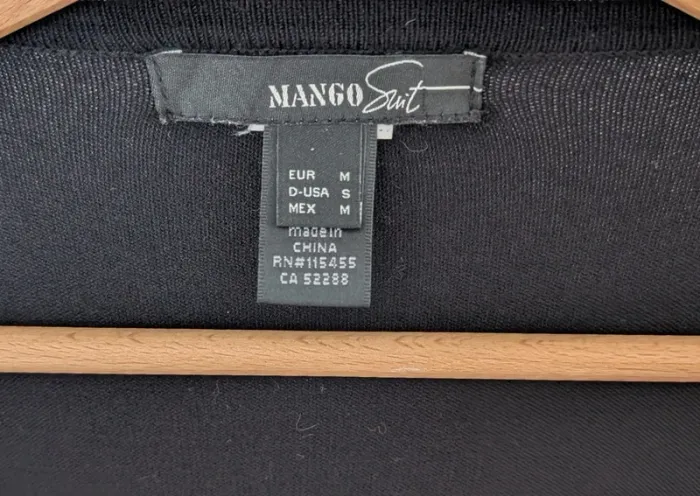 MANGO Suit
EUR M
D-USA S
MEX M
made in
CHINA
RN#115455
CA 52288